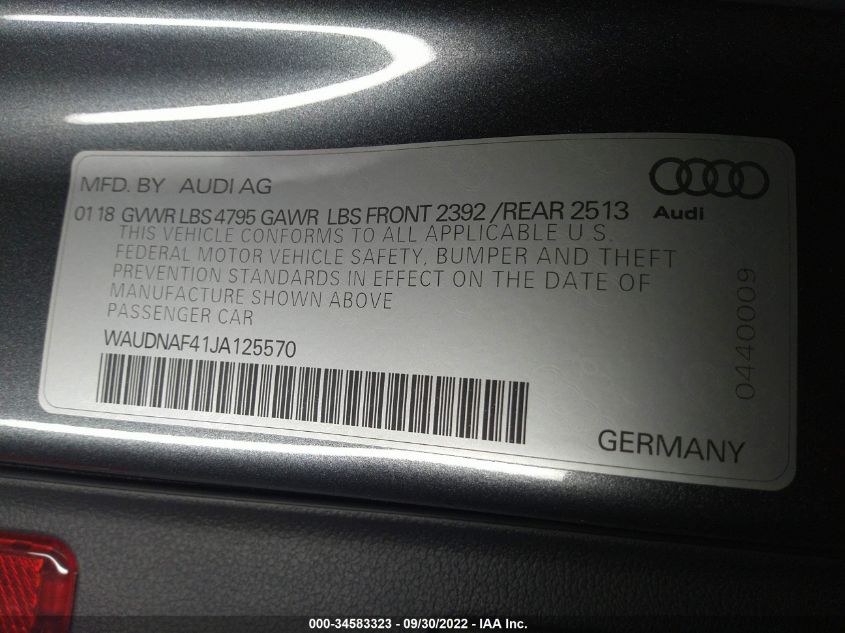 MFD. BY AUDI AG
01 18 GVWR LBS 4795 GAWR LBS FRONT 2392 /REAR 2513
Audi
THIS VEHICLE CONFORMS TO ALL APPLICABLE U.S.
FEDERAL MOTOR VEHICLE SAFETY, BUMPER AND THEFT
PREVENTION STANDARDS IN EFFECT ON THE DATE OF
MANUFACTURE SHOWN ABOVE
PASSENGER CAR
WAUDNAF41JA125570
0440009
GERMANY
000-34583323 - 09/30/2022 - IAA Inc.